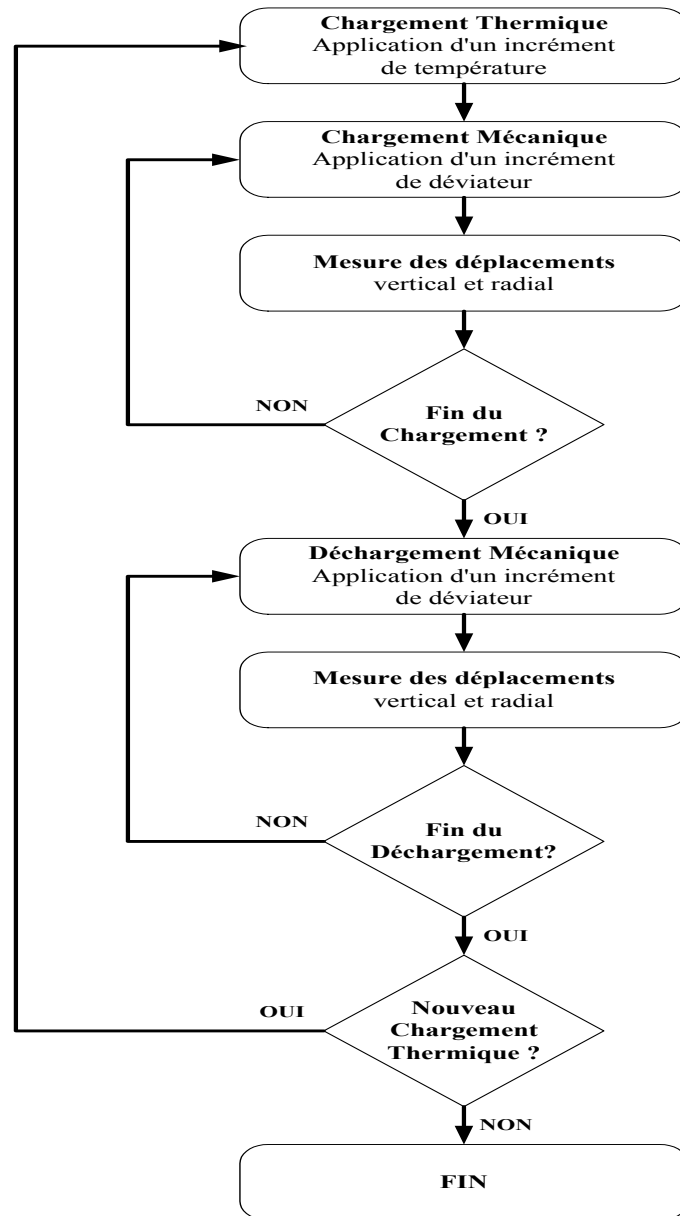 Chargement Thermique
Application d'un incrément
de température
Chargement Mécanique
Application d'un incrément
de déviateur
Mesure des déplacements
vertical et radial
NON
Fin du
Chargement ?
OUI
Déchargement Mécanique
Application d'un incrément
de déviateur
Mesure des déplacements
vertical et radial
NON
Fin du
Déchargement?
OUI
OUI
Nouveau
Chargement
Thermique ?
NON
FIN